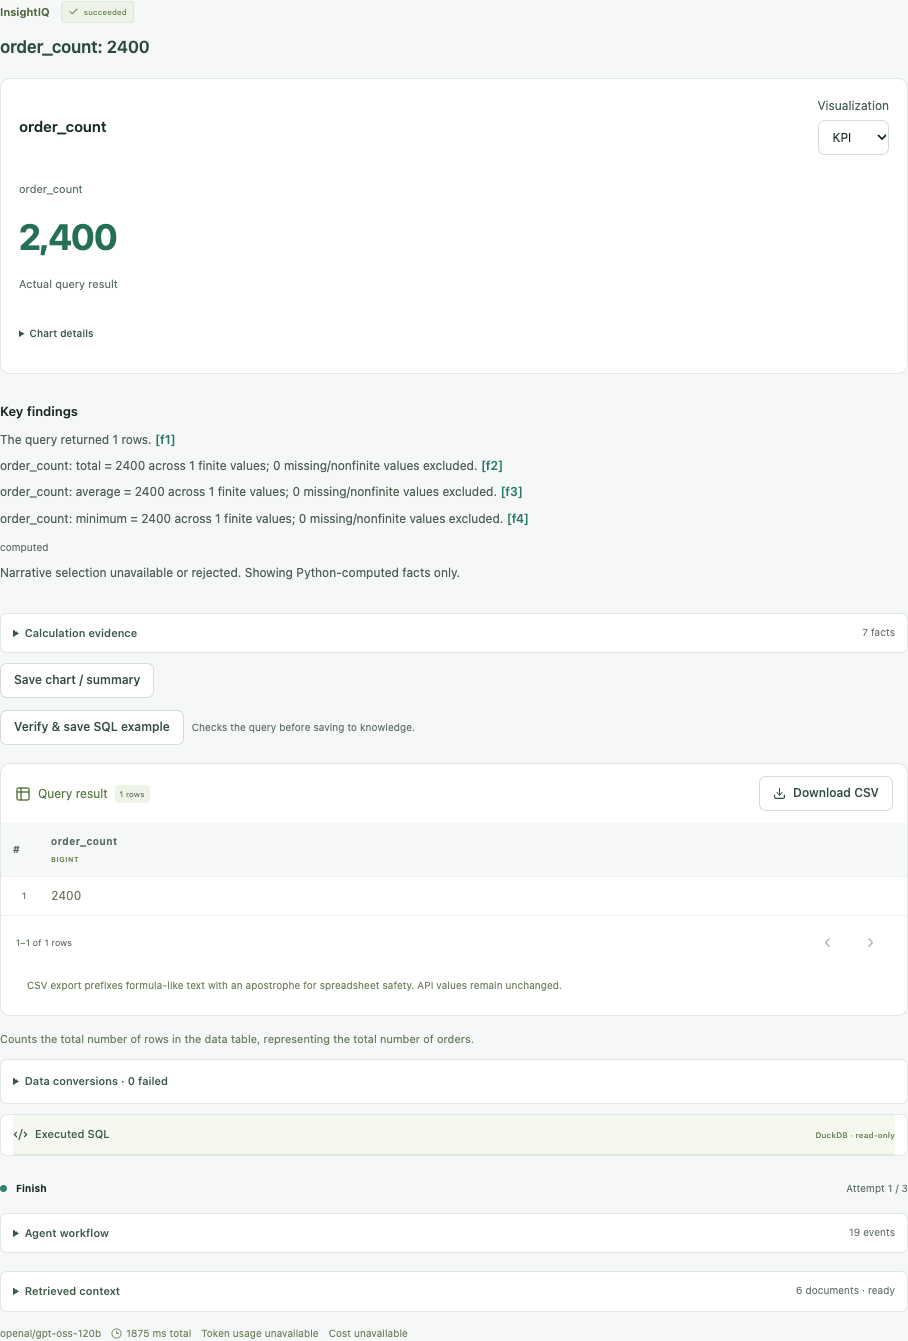 InsightIQ succeeded
order_count: 2400
Visualization
order_count
KPI
order_count
2,400
Actual query result
Chart details
Key findings
The query returned 1 rows. [f1]
order_count: total = 2400 across 1 finite values; 0 missing/nonfinite values excluded. [f2]
order_count: average = 2400 across 1 finite values; 0 missing/nonfinite values excluded. [f3]
order_count: minimum = 2400 across 1 finite values; 0 missing/nonfinite values excluded. [f4]
computed
Narrative selection unavailable or rejected. Showing Python-computed facts only.
Calculation evidence 7 facts
Save chart / summary
Verify & save SQL example Checks the query before saving to knowledge.
Query result 1 rows Download CSV
# order_count
BIGINT
1 2400
1–1 of 1 rows
CSV export prefixes formula-like text with an apostrophe for spreadsheet safety. API values remain unchanged.
Counts the total number of rows in the data table, representing the total number of orders.
Data conversions · 0 failed
</> Executed SQL DuckDB · read-only
Finish Attempt 1 / 3
Agent workflow 19 events
Retrieved context 6 documents · ready
openai/gpt-oss-120b 1875 ms total Token usage unavailable Cost unavailable